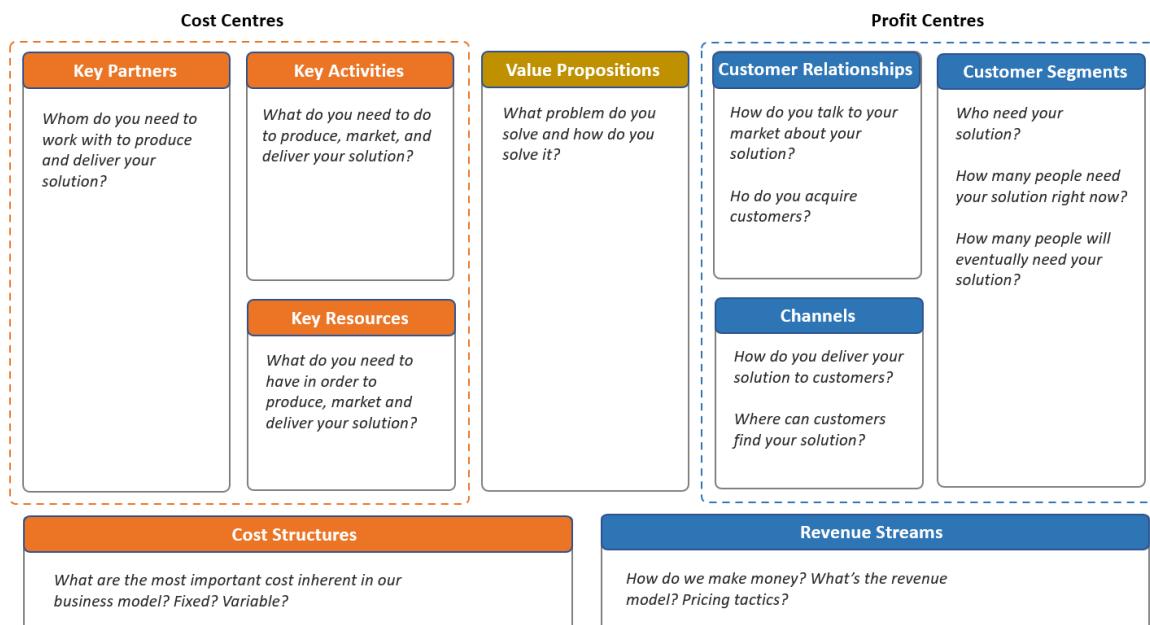 Cost Centres
Profit Centres
Key Partners
Whom do you need to
work with to produce
and deliver your
solution?
Key Activities
What do you need to do
to produce, market, and
deliver your solution?
Key Resources
What do you need to
have in order to
produce, market and
deliver your solution?
Value Propositions
What problem do you
solve and how do you
solve it?
Customer Relationships
How do you talk to your
market about your
solution?
Ho do you acquire
customers?
Channels
How do you deliver your
solution to customers?
Where can customers
find your solution?
Customer Segments
Who need your
solution?
How many people need
your solution right now?
How many people will
eventually need your
solution?
Cost Structures
What are the most important cost inherent in our
business model? Fixed? Variable?
Revenue Streams
How do we make money? What’s the revenue
model? Pricing tactics?